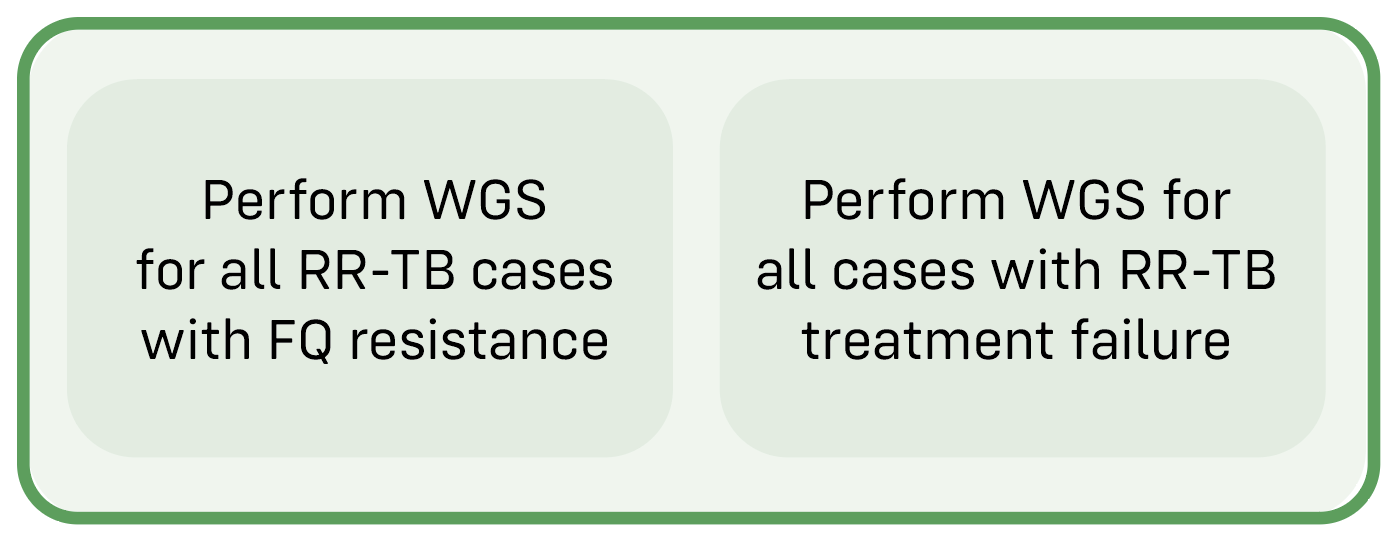 Perform WGS
for all RR-TB cases
with FQ resistance
Perform WGS for
all cases with RR-TB
treatment failure